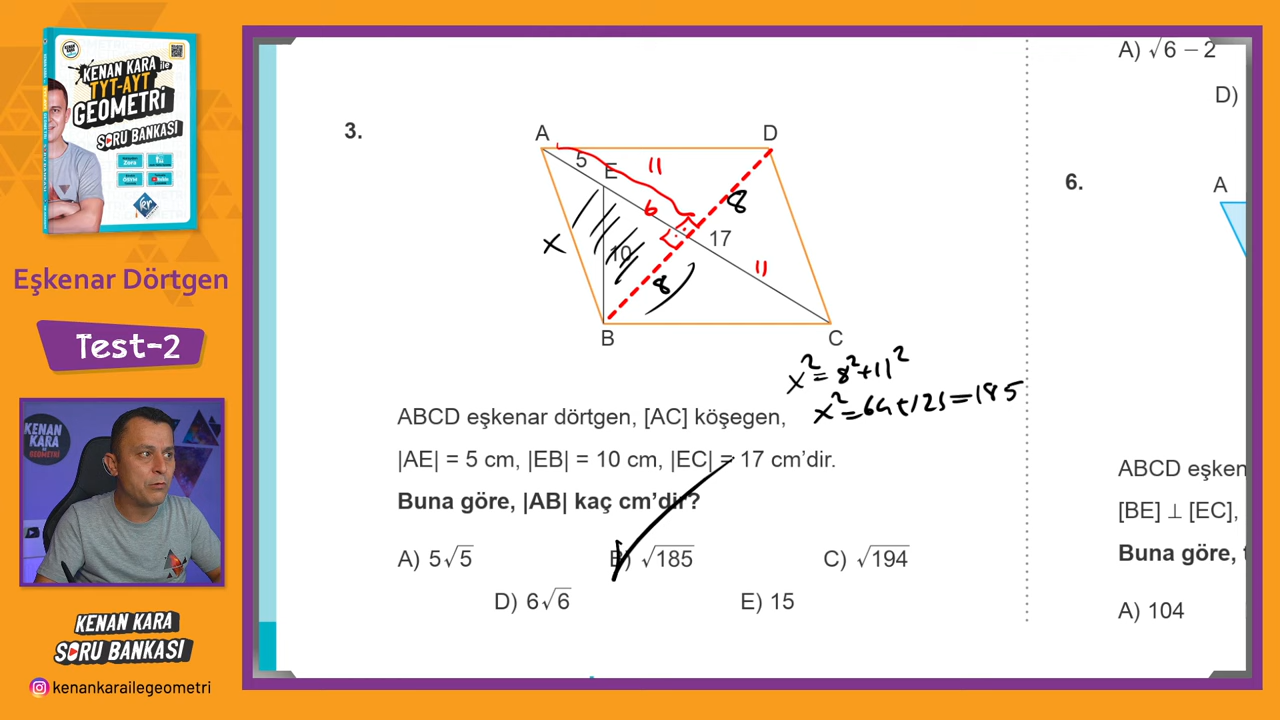 KENAN KARA ile
TYT-AYT
GEOMETRİ
SORU BANKASI
Eşkenar Dörtgen
Test-2
KENAN KARA
SORU BANKASI
kenankarailegeometri
3.
A
D
5
E
11
6
8
x
10
17
8
11
B
C
x² = 8² + 11²
x² = 64 + 121 = 185
ABCD eşkenar dörtgen, [AC] köşegen,
|AE| = 5 cm, |EB| = 10 cm, |EC| = 17 cm’dir.
Buna göre, |AB| kaç cm’dir?
A) 5√5
B) √185
C) √194
D) 6√6
E) 15
A) √6 – 2
D)
6.
A
ABCD eşken
[BE] ⊥ [EC],
Buna göre, t
A) 104